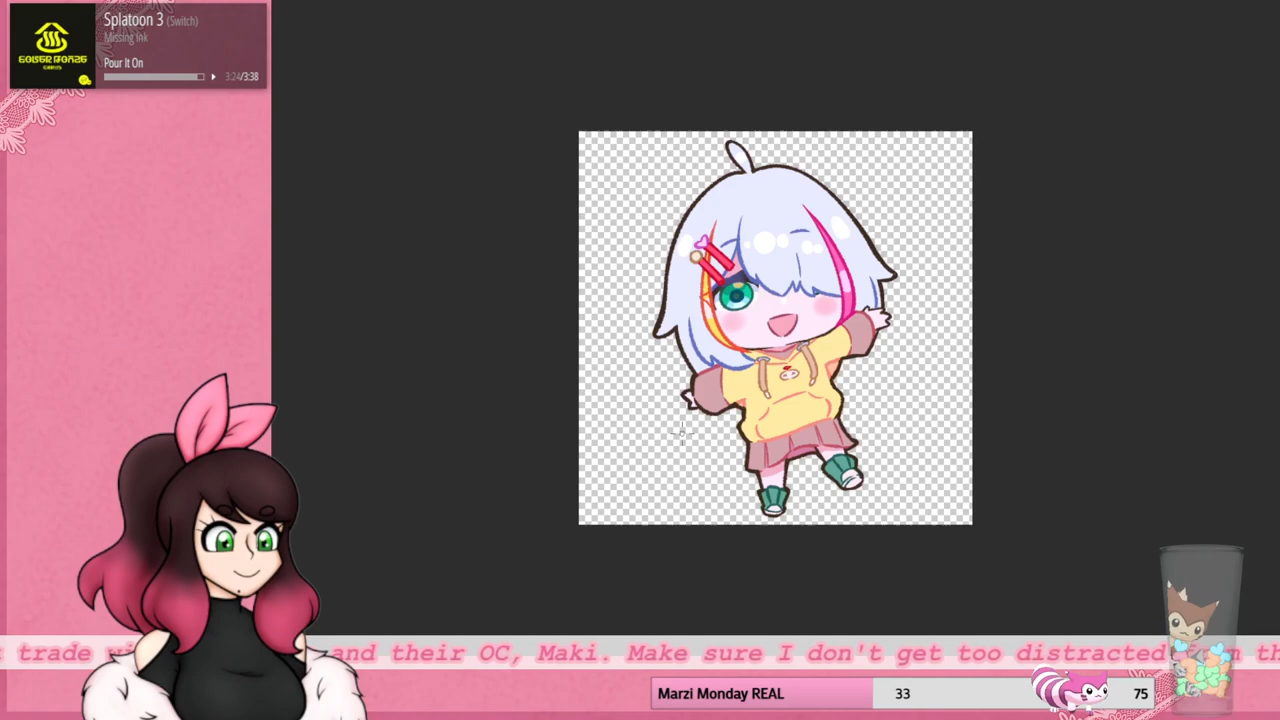 Splatoon 3 (Switch)
Missing Ink
Pour It On
3:24/3:38
trade
and their OC, Maki. Make sure I don't get too distracted
Marzi Monday REAL
33
75